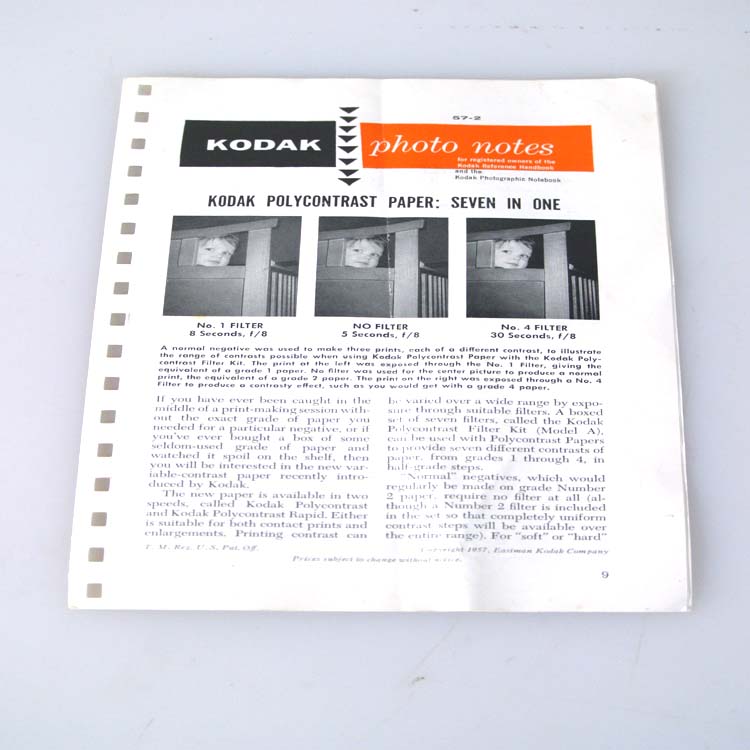 57-2
KODAK
photo notes
for registered owners of the
Kodak Reference Handbook
and the
Kodak Photographic Notebook
KODAK POLYCONTRAST PAPER: SEVEN IN ONE
No. 1 FILTER
8 Seconds, f/8
NO FILTER
5 Seconds, f/8
No. 4 FILTER
30 Seconds, f/8
A normal negative was used to make three prints, each of a different contrast, to illustrate
the range of contrasts possible when using Kodak Polycontrast Paper with the Kodak Poly-
contrast Filter Kit. The print at the left was exposed through the No. 1 Filter, giving the
equivalent of a grade 1 paper. No filter was used for the center picture to produce a normal
print, the equivalent of a grade 2 paper. The print on the right was exposed through a No. 4
Filter to produce a contrasty effect, such as you would get with a grade 4 paper.
If you have ever been caught in the
middle of a print-making session with-
out the exact grade of paper you
needed for a particular negative, or if
you've ever bought a box of some
seldom-used grade of paper and
watched it spoil on the shelf, then
you will be interested in the new var-
iable-contrast paper recently intro-
duced by Kodak.
The new paper is available in two
speeds, called Kodak Polycontrast
and Kodak Polycontrast Rapid. Either
is suitable for both contact prints and
enlargements. Printing contrast can
be varied over a wide range by expo-
sure through suitable filters. A boxed
set of seven filters, called the Kodak
Polycontrast Filter Kit (Model A),
can be used with Polycontrast Papers
to provide seven different contrasts of
paper, from grades 1 through 4, in
half-grade steps.
"Normal" negatives, which would
regularly be made on grade Number
2 paper, require no filter at all (al-
though a Number 2 filter is included
in the set so that completely uniform
contrast steps will be available over
the entire range). For "soft" or "hard"
T. M. Reg. U.S. Pat. Off.
Copyright 1957, Eastman Kodak Company
Prices subject to change without notice.
9